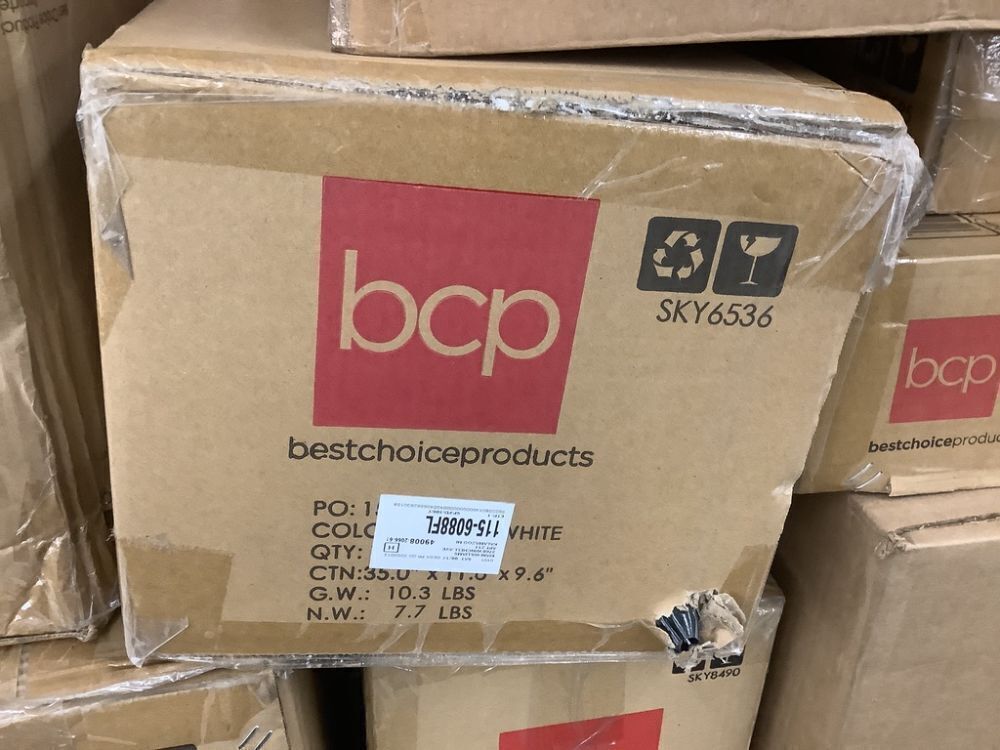 bcp
bestchoiceproducts
SKY6536
PO: 1
COLO WHITE
QTY:
CTN:35.0" x 11.0" x 9.6"
G.W.: 10.3 LBS
N.W.: 7.7 LBS
115-6088FL
49008
bcp
bestchoiceproduc
SKY8490